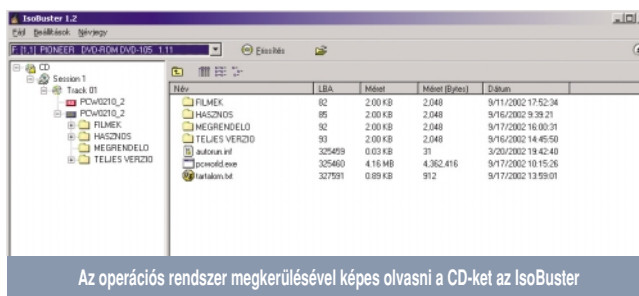 IsoBuster 1.2
Fájl Beállítások Névjegy
F: [1,1] PIONEER DVD-ROM DVD-105 1.11 Frissítés
CD
Session 1
Track 01
PCW0210_2
PCW0210_2
FILMEK
HASZNOS
MEGRENDELO
TELJES VERZIO
Név LBA Méret Méret (Bytes) Dátum
FILMEK 82 2.00 KB 2,048 9/11/2002 17:52:34
HASZNOS 85 2.00 KB 2,048 9/16/2002 9:39:21
MEGRENDELO 92 2.00 KB 2,048 9/17/2002 16:00:31
TELJES VERZIO 93 2.00 KB 2,048 9/16/2002 14:45:50
autorun.inf 325459 0.03 KB 31 3/20/2002 19:42:40
pcworld.exe 325460 4.16 MB 4,362,416 9/17/2002 10:15:26
tartalom.txt 327591 0.89 KB 912 9/17/2002 13:59:01
Az operációs rendszer megkerülésével képes olvasni a CD-ket az IsoBuster